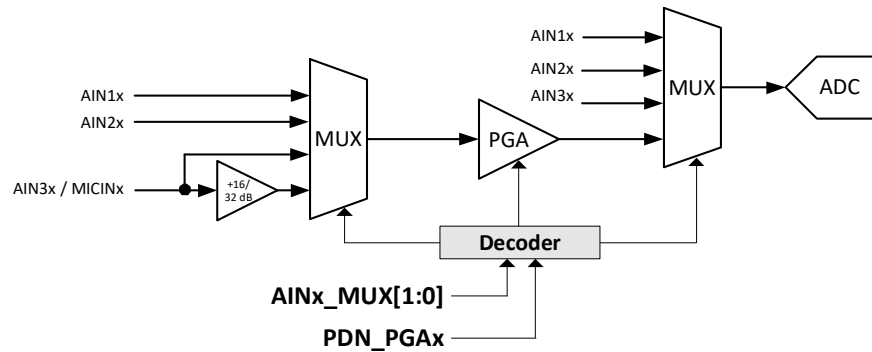 AIN1x
AIN2x
AIN3x
MUX
ADC
AIN1x
AIN2x
MUX
PGA
AIN3x / MICINx
+16/
32 dB
Decoder
AINx_MUX[1:0]
PDN_PGAx